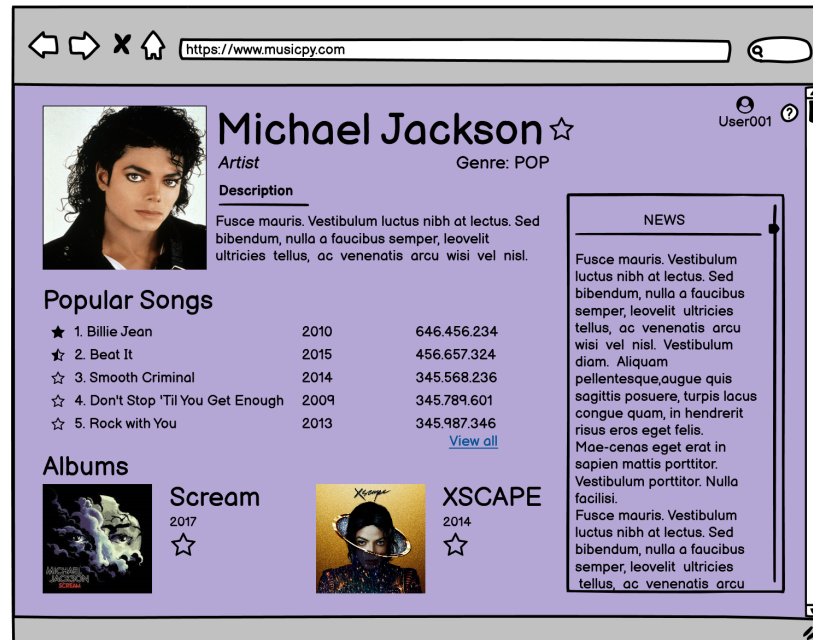 https://www.musicpy.com
User001
?
Michael Jackson
Artist Genre: POP
Description
Fusce mauris. Vestibulum luctus nibh at lectus. Sed
bibendum, nulla a faucibus semper, leovelit
ultricies tellus, ac venenatis arcu wisi vel nisl.
Popular Songs
1. Billie Jean 2010 646.456.234
2. Beat It 2015 456.657.324
3. Smooth Criminal 2014 345.568.236
4. Don't Stop 'Til You Get Enough 2009 345.789.601
5. Rock with You 2013 345.987.346
View all
Albums
MICHAEL
JACKSON
SCREAM
Scream
2017
Xscape
XSCAPE
2014
NEWS
Fusce mauris. Vestibulum
luctus nibh at lectus. Sed
bibendum, nulla a faucibus
semper, leovelit ultricies
tellus, ac venenatis arcu
wisi vel nisl. Vestibulum
diam. Aliquam
pellentesque,augue quis
sagittis posuere, turpis lacus
congue quam, in hendrerit
risus eros eget felis.
Mae-cenas eget erat in
sapien mattis porttitor.
Vestibulum porttitor. Nulla
facilisi.
Fusce mauris. Vestibulum
luctus nibh at lectus. Sed
bibendum, nulla a faucibus
semper, leovelit ultricies
tellus, ac venenatis arcu